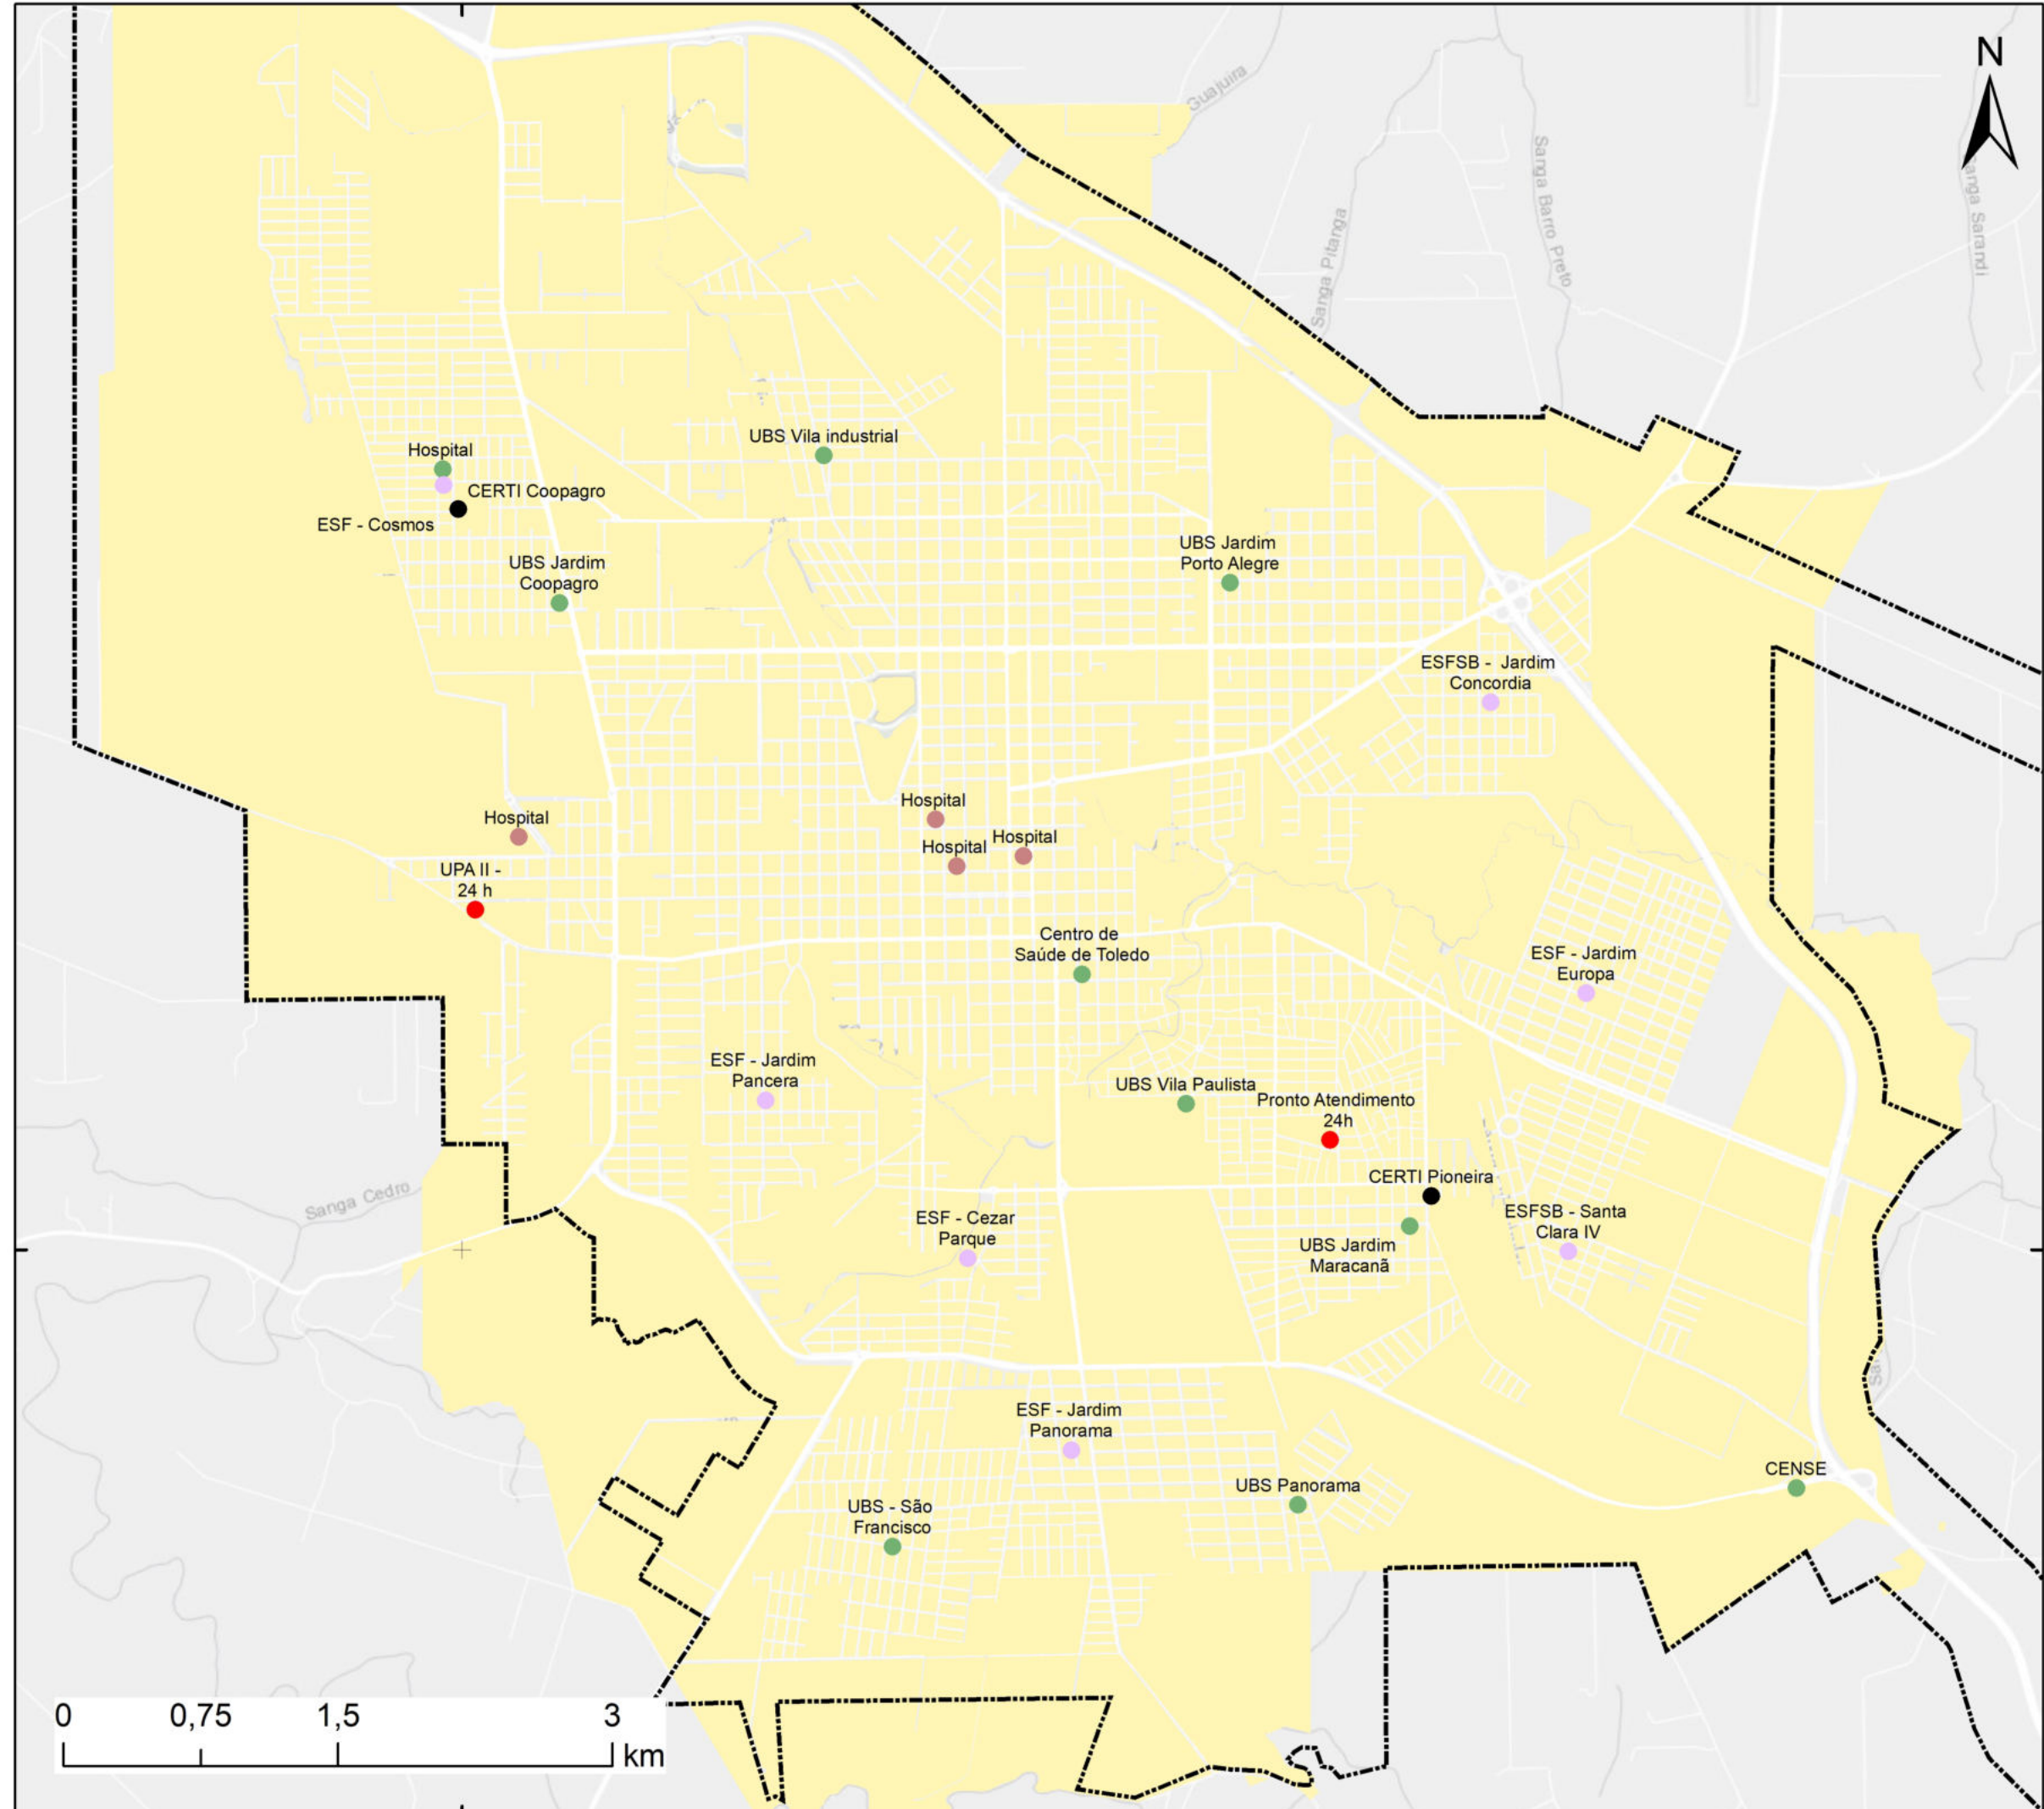 N
Guajuira
Sanga Pitanga
Sanga Barro Preto
Sanga Sarandi
Hospital
CERTI Coopagro
ESF - Cosmos
UBS Vila industrial
UBS Jardim
Coopagro
UBS Jardim
Porto Alegre
ESFSB - Jardim
Concordia
Hospital
Hospital
Hospital
Hospital
UPA II -
24 h
Centro de
Saúde de Toledo
ESF - Jardim
Europa
ESF - Jardim
Pancera
UBS Vila Paulista
Pronto Atendimento
24h
CERTI Pioneira
Sanga Cedro
ESF - Cezar
Parque
UBS Jardim
Maracanã
ESFSB - Santa
Clara IV
ESF - Jardim
Panorama
UBS Panorama
CENSE
UBS - São
Francisco
0 0,75 1,5 3
km